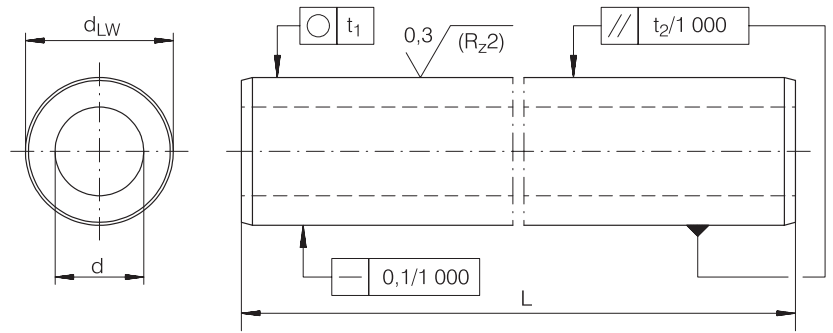 d_LW
○ t₁
0,3
(R_z2)
// t₂/1 000
d
— 0,1/1 000
L